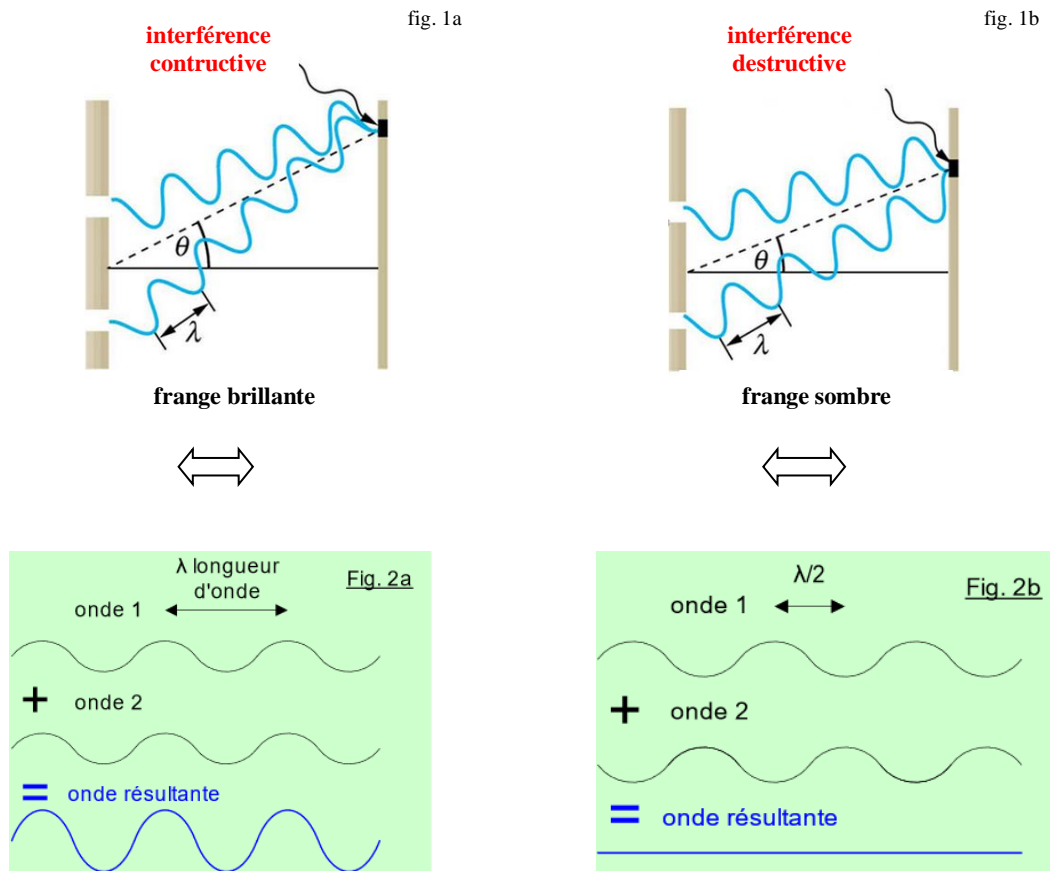 fig. 1a
interférence
contructive
θ
λ
frange brillante
fig. 1b
interférence
destructive
θ
λ
frange sombre
λ longueur
d'onde
Fig. 2a
onde 1
+ onde 2
= onde résultante
λ/2
Fig. 2b
onde 1
+ onde 2
= onde résultante